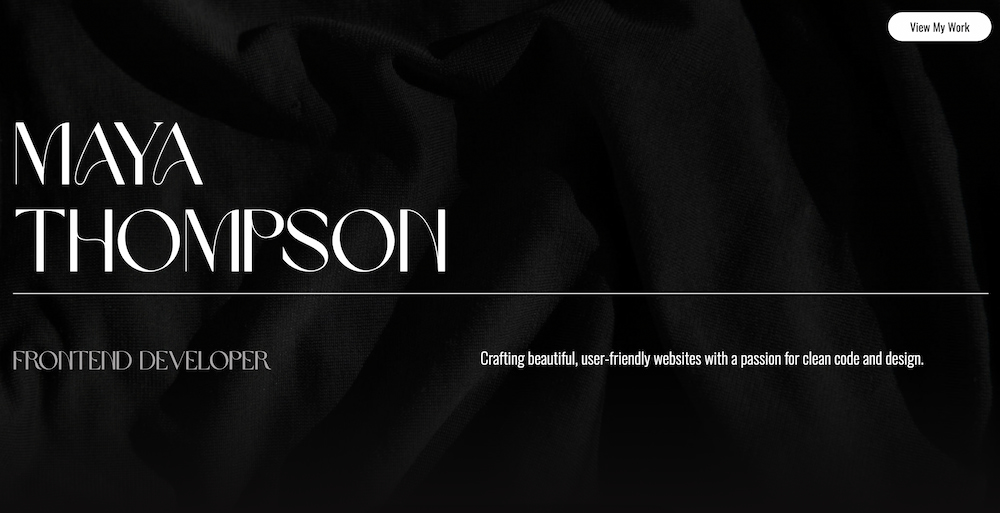 View My Work
MAYA
THOMPSON
FRONTEND DEVELOPER
Crafting beautiful, user-friendly websites with a passion for clean code and design.